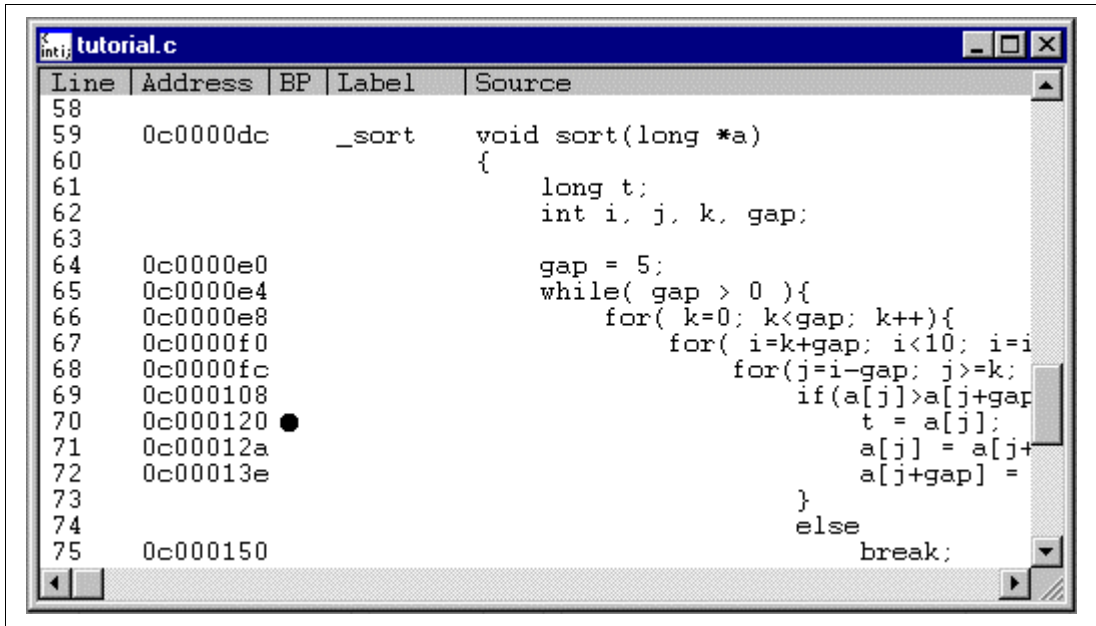 inti; tutorial.c
Line Address BP Label Source
58
59 0c0000dc _sort void sort(long *a)
60 {
61 long t;
62 int i, j, k, gap;
63
64 0c0000e0 gap = 5;
65 0c0000e4 while( gap > 0 ){
66 0c0000e8 for( k=0; k<gap; k++){
67 0c0000f0 for( i=k+gap; i<10; i=i
68 0c0000fc for(j=i-gap; j>=k;
69 0c000108 if(a[j]>a[j+gap
70 0c000120 t = a[j];
71 0c00012a a[j] = a[j+
72 0c00013e a[j+gap] =
73 }
74 else
75 0c000150 break;